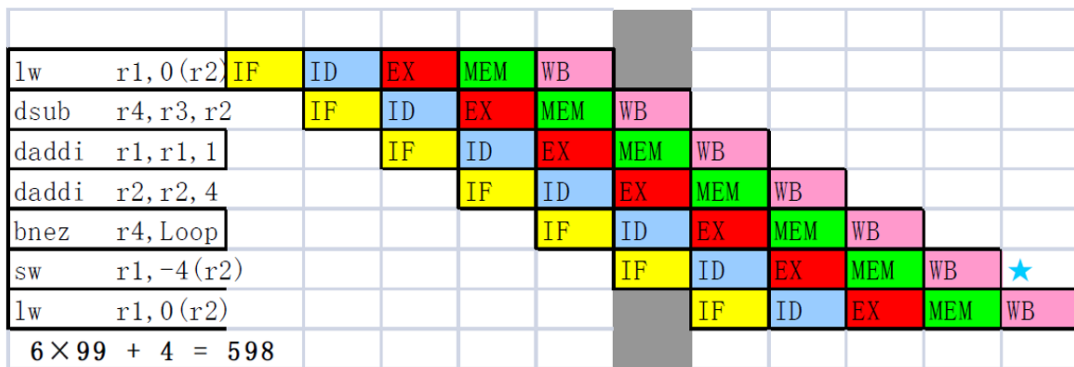 lw r1,0(r2) IF ID EX MEM WB
dsub r4,r3,r2 IF ID EX MEM WB
daddi r1,r1,1 IF ID EX MEM WB
daddi r2,r2,4 IF ID EX MEM WB
bnez r4,Loop IF ID EX MEM WB
sw r1,-4(r2) IF ID EX MEM WB ★
lw r1,0(r2) IF ID EX MEM WB
6×99 + 4 = 598